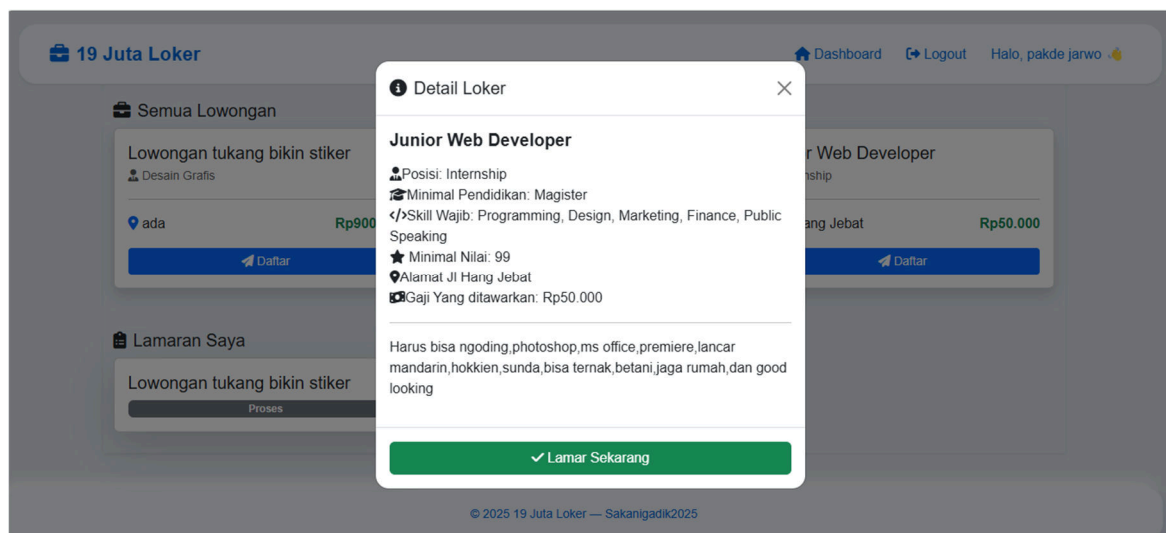 19 Juta Loker
Dashboard
Logout
Halo, pakde jarwo 👋
Semua Lowongan
Lowongan tukang bikin stiker
Desain Grafis
ada
Rp900
Daftar
Detail Loker
Junior Web Developer
Posisi: Internship
Minimal Pendidikan: Magister
</>Skill Wajib: Programming, Design, Marketing, Finance, Public
Speaking
Minimal Nilai: 99
Alamat Jl Hang Jebat
Gaji Yang ditawarkan: Rp50.000
Harus bisa ngoding,photoshop,ms office,premiere,lancar
mandarin,hokkien,sunda,bisa ternak,betani,jaga rumah,dan good
looking
Lamar Sekarang
r Web Developer
nship
ang Jebat
Rp50.000
Daftar
Lamaran Saya
Lowongan tukang bikin stiker
Proses
© 2025 19 Juta Loker — Sakanigadik2025